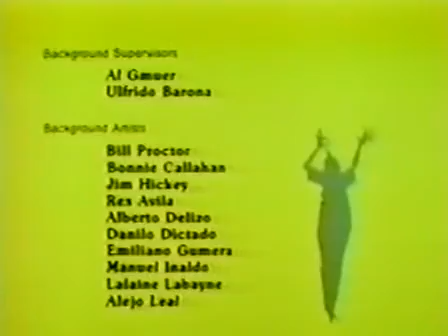 Background Supervisors
Al Gmuer
Ulfrido Barona
Background Artists
Bill Proctor
Bonnie Callahan
Jim Hickey
Rex Avila
Alberto Delizo
Danilo Dictado
Emiliano Gumera
Manuel Inaldo
Lalaine Labayne
Alejo Leal